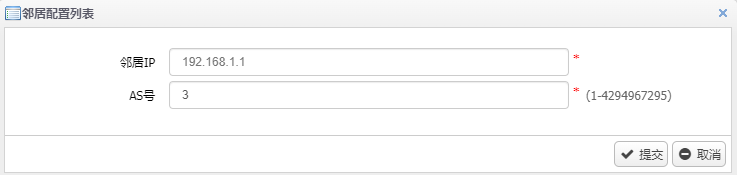 邻居配置列表
邻居IP 192.168.1.1 *
AS号 3 * (1-4294967295)
提交 取消